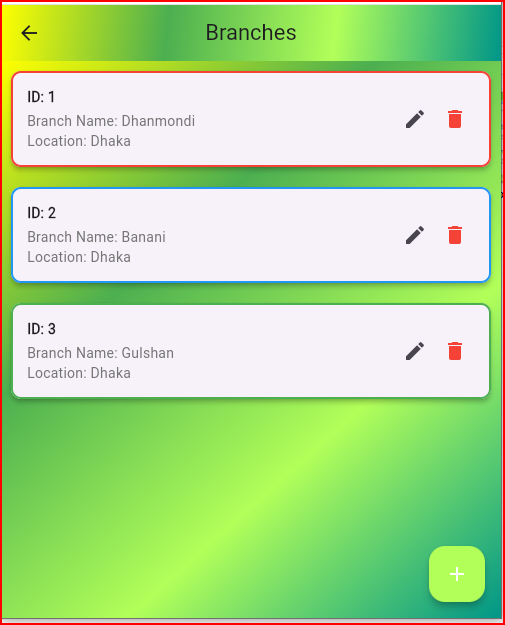 Branches
ID: 1
Branch Name: Dhanmondi
Location: Dhaka
ID: 2
Branch Name: Banani
Location: Dhaka
ID: 3
Branch Name: Gulshan
Location: Dhaka